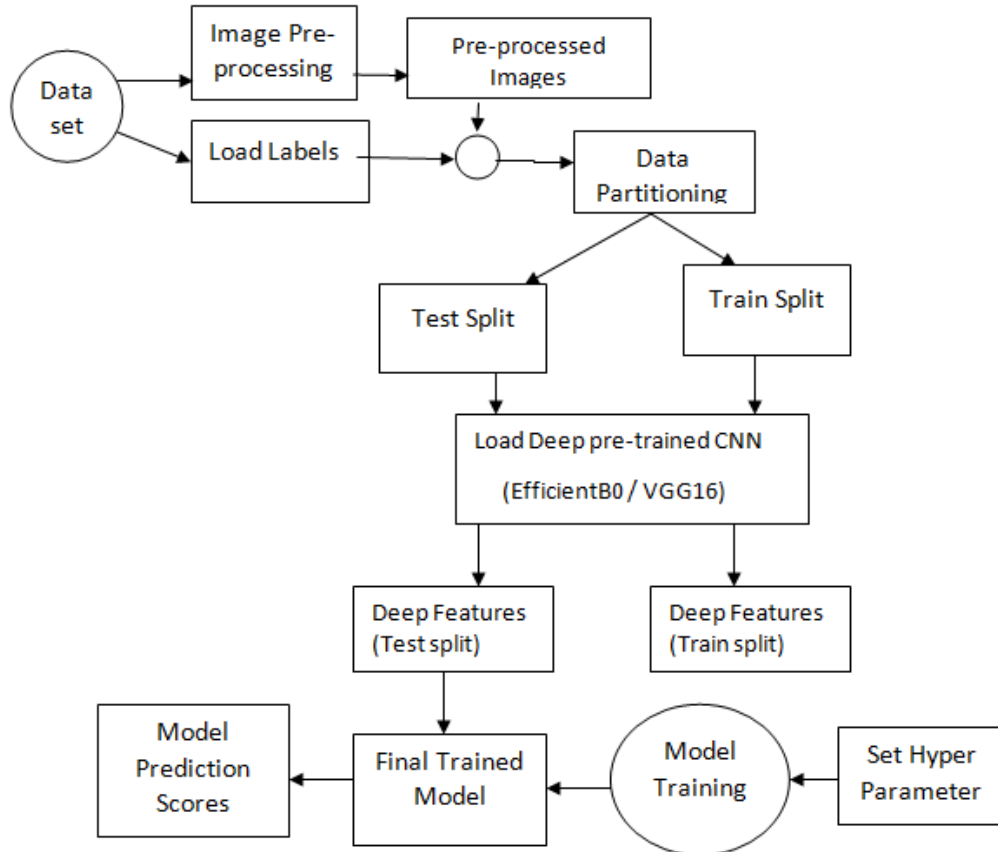 Image Pre-
processing
Pre-processed
Images
Data
set
Load Labels
Data
Partitioning
Test Split
Train Split
Load Deep pre-trained CNN
(EfficientB0 / VGG16)
Deep Features
(Test split)
Deep Features
(Train split)
Model
Prediction
Scores
Final Trained
Model
Model
Training
Set Hyper
Parameter